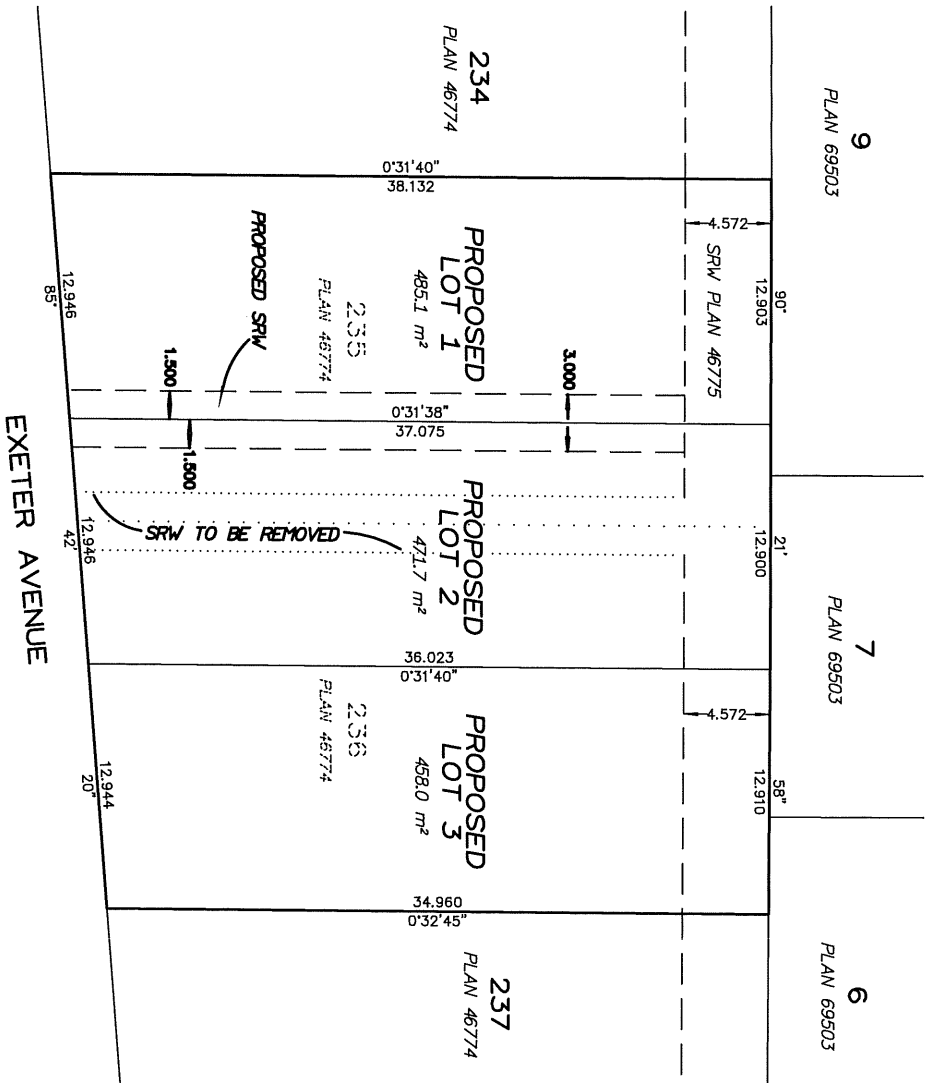 9
PLAN 69503
7
PLAN 69503
6
PLAN 69503
90°
12.903
21'
12.900
58"
12.910
4.572
SRW PLAN 46775
4.572
234
PLAN 46774
0°31'40"
38.132
PROPOSED
LOT 1
485.1 m²
235
PLAN 46774
3.000
0°31'38"
37.075
PROPOSED
LOT 2
471.7 m²
36.023
0°31'40"
PROPOSED
LOT 3
458.0 m²
236
PLAN 46774
34.960
0°32'45"
237
PLAN 46774
PROPOSED SRW
1.500
1.500
SRW TO BE REMOVED
12.946
85°
12.946
42'
12.944
20"
EXETER AVENUE